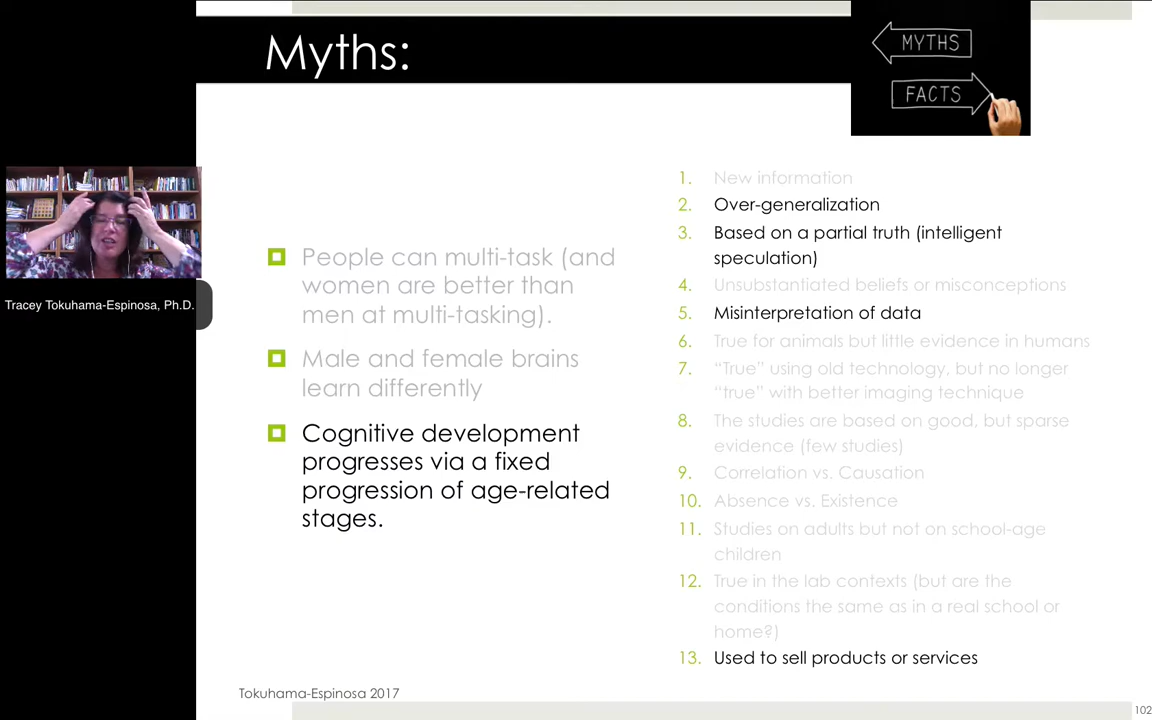 Myths:
MYTHS
FACTS
Tracey Tokuhama-Espinosa, Ph.D.
People can multi-task (and
women are better than
men at multi-tasking).
Male and female brains
learn differently
Cognitive development
progresses via a fixed
progression of age-related
stages.
1. New information
2. Over-generalization
3. Based on a partial truth (intelligent
speculation)
4. Unsubstantiated beliefs or misconceptions
5. Misinterpretation of data
6. True for animals but little evidence in humans
7. “True” using old technology, but no longer
“true” with better imaging technique
8. The studies are based on good, but sparse
evidence (few studies)
9. Correlation vs. Causation
10. Absence vs. Existence
11. Studies on adults but not on school-age
children
12. True in the lab contexts (but are the
conditions the same as in a real school or
home?)
13. Used to sell products or services
Tokuhama-Espinosa 2017
102